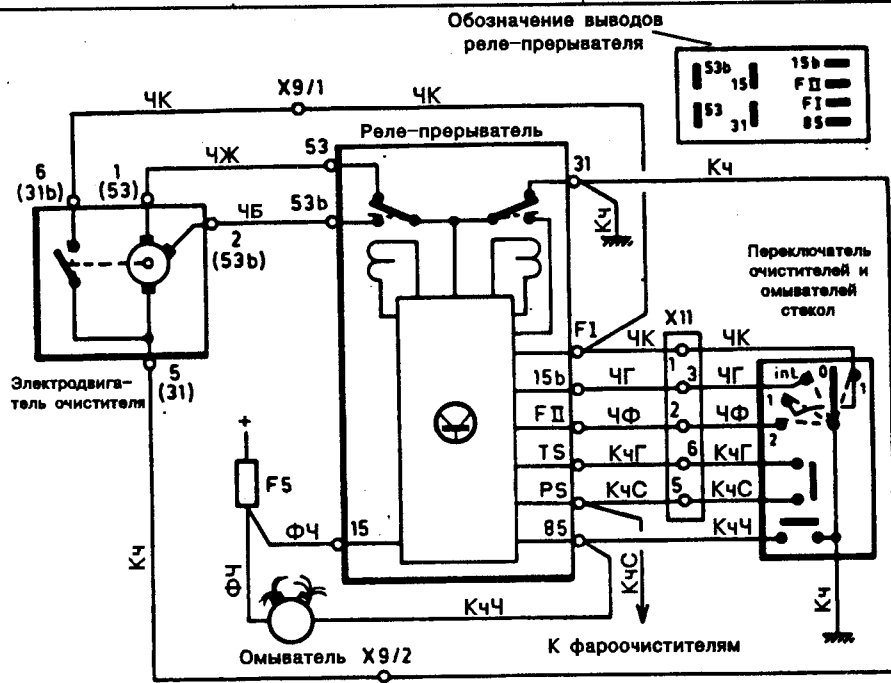 Обозначение выводов
реле-прерывателя
53b
15
15b
FII
53
31
FI
85
X9/1
ЧК
ЧК
Реле-прерыватель
6
(31b)
1
(53)
ЧЖ
53
31
Кч
53b
ЧБ
2
(53b)
Кч
Переключатель
очистителей и
омывателей
стекол
Электродвига-
тель очистителя
5
(31)
FI
ЧК
X11
ЧК
15b
ЧГ
1
3
ЧГ
int
0
1
1
FII
ЧФ
2
ЧФ
2
TS
КчГ
6
КчГ
PS
КчС
5
КчС
85
КчЧ
+
F5
ФЧ
15
Кч
ФЧ
КчЧ
КчС
Кч
Омыватель
X9/2
К фароочистителям